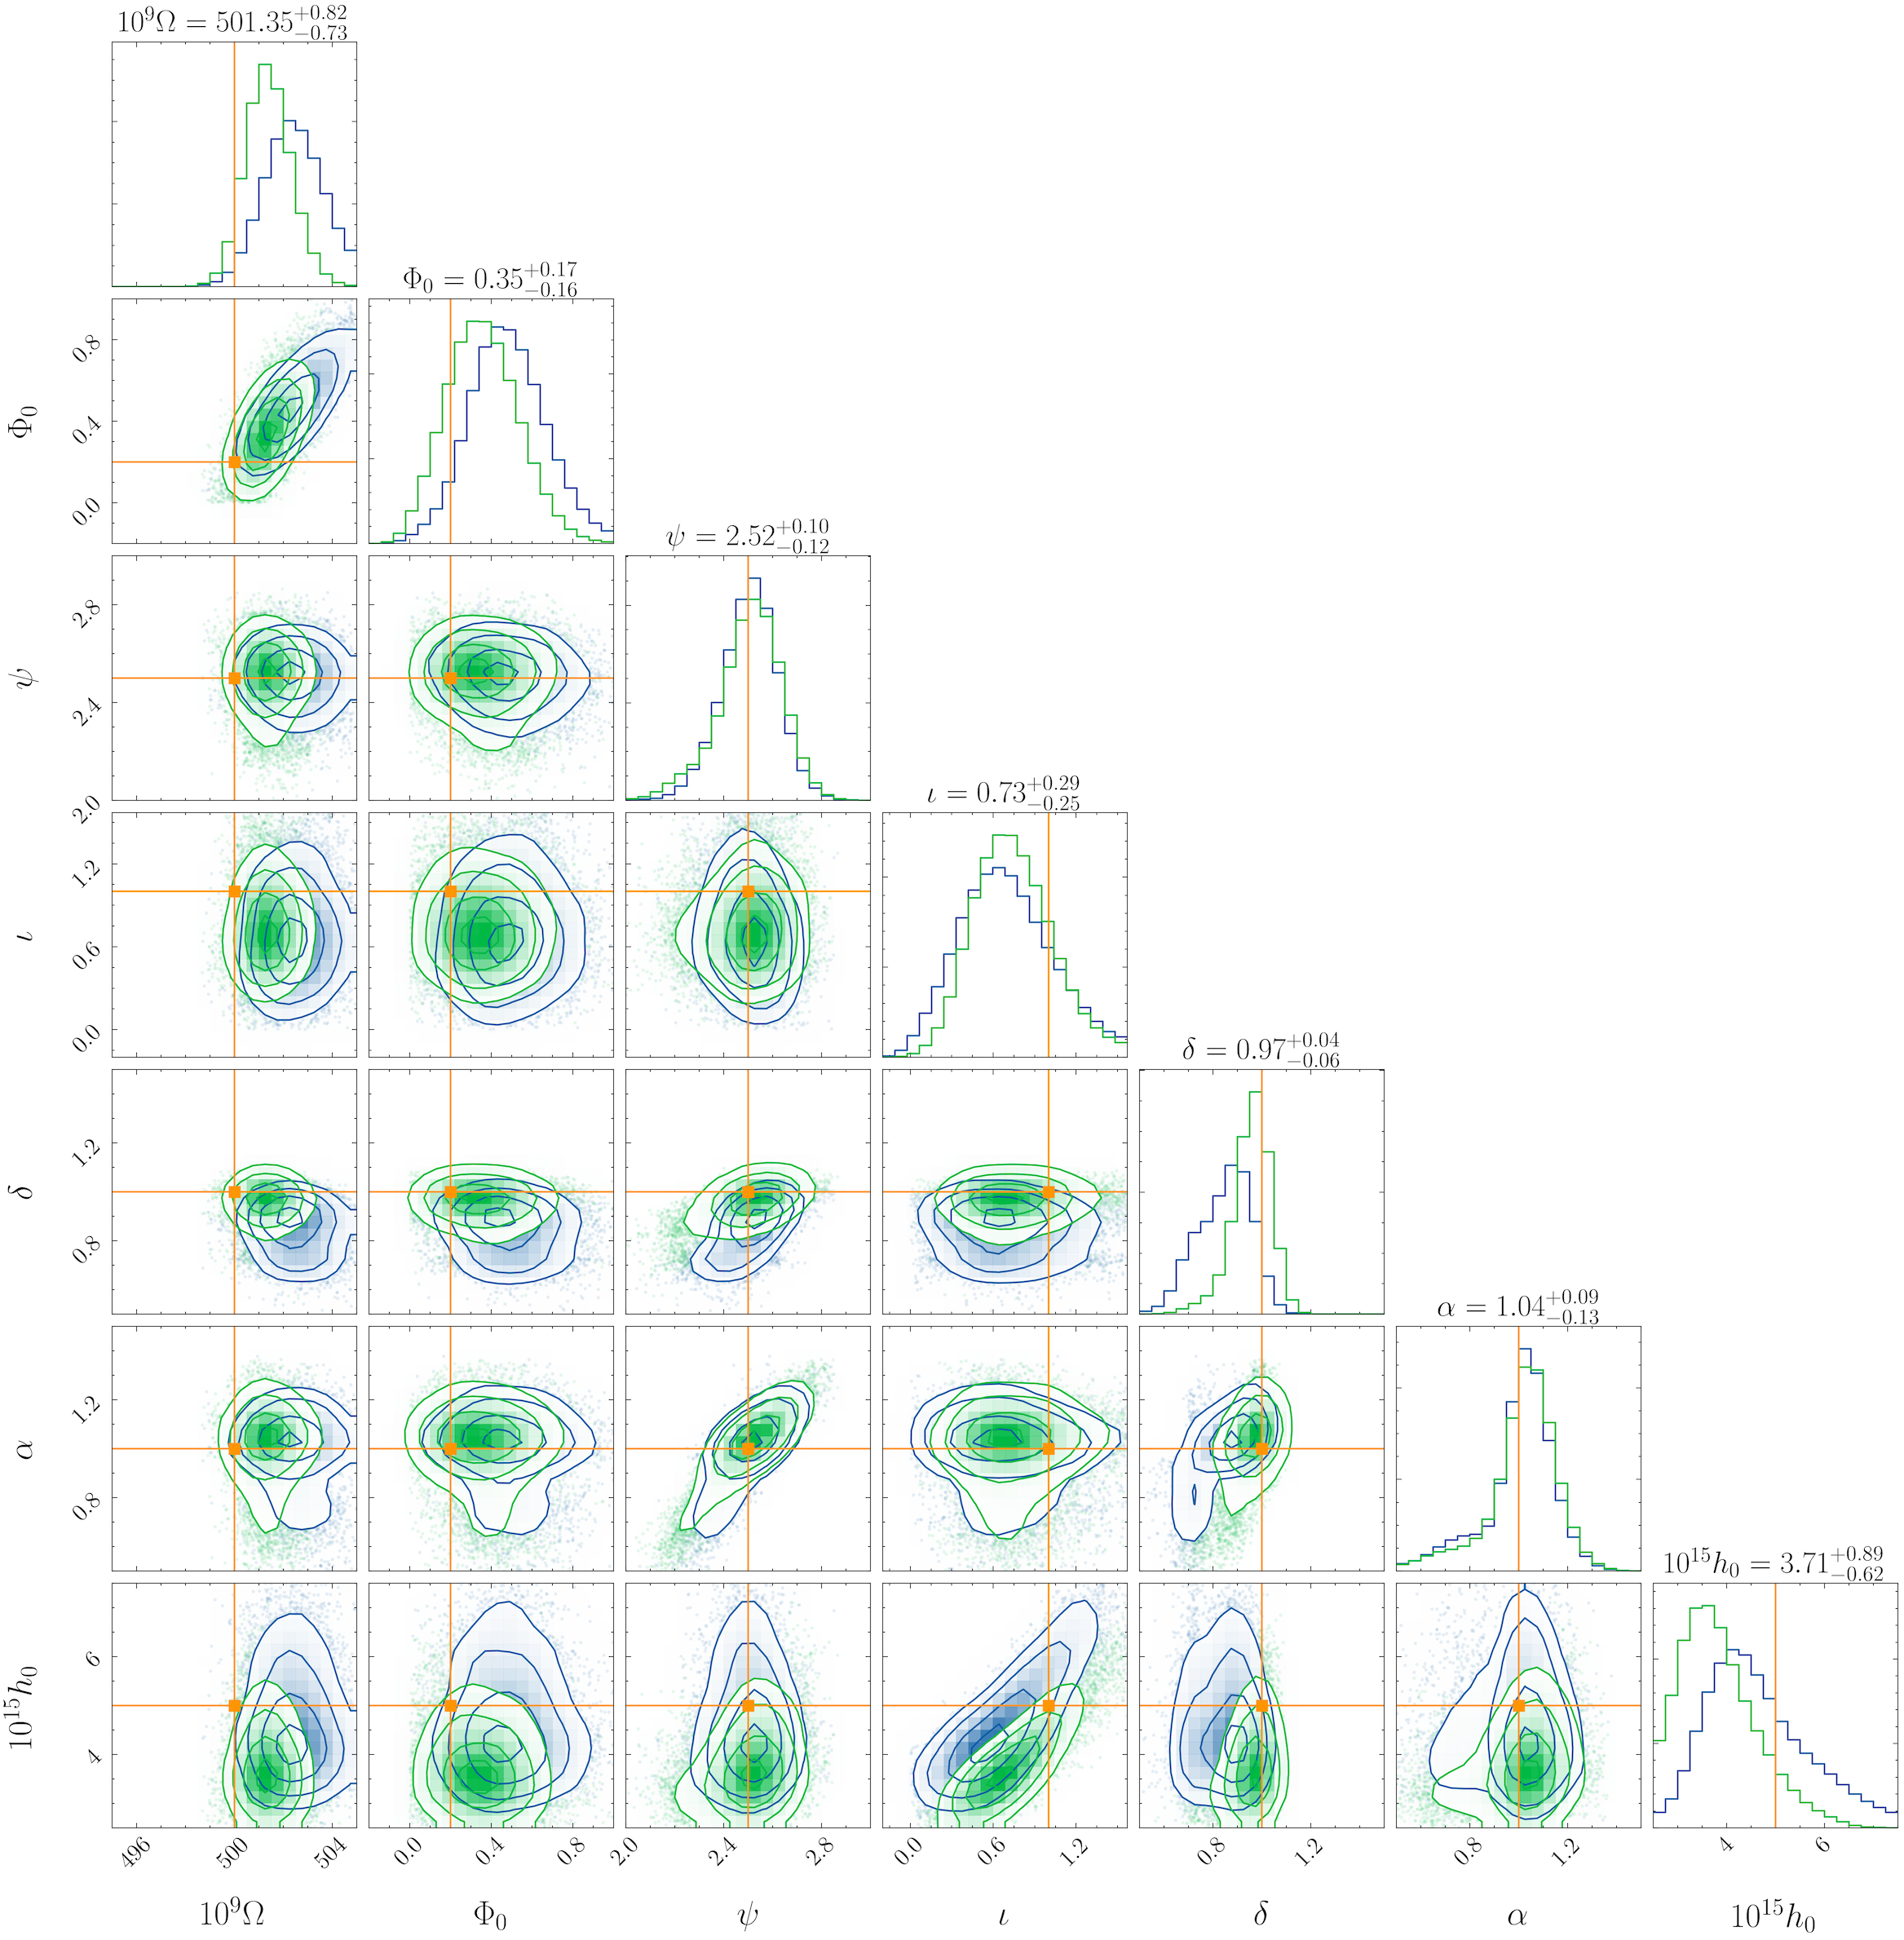 10⁹Ω = 501.35 +0.82 −0.73
Φ₀ = 0.35 +0.17 −0.16
Φ₀
0.8
0.4
0.0
ψ = 2.52 +0.10 −0.12
ψ
2.8
2.4
2.0
ι = 0.73 +0.29 −0.25
ι
1.2
0.6
0.0
δ = 0.97 +0.04 −0.06
δ
1.2
0.8
α = 1.04 +0.09 −0.13
α
1.2
0.8
10¹⁵h₀ = 3.71 +0.89 −0.62
10¹⁵h₀
6
4
496 500 504 0.0 0.4 0.8 2.0 2.4 2.8 0.0 0.6 1.2 0.8 1.2 0.8 1.2 4 6
10⁹Ω Φ₀ ψ ι δ α 10¹⁵h₀